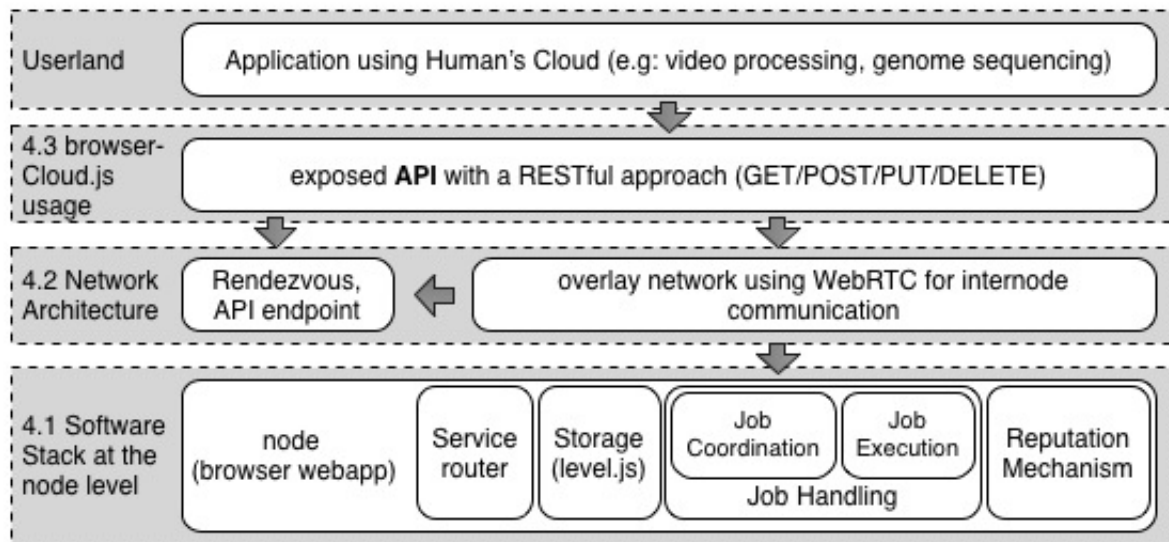 Userland
Application using Human's Cloud (e.g: video processing, genome sequencing)
4.3 browser-
Cloud.js
usage
exposed API with a RESTful approach (GET/POST/PUT/DELETE)
4.2 Network
Architecture
Rendezvous,
API endpoint
overlay network using WebRTC for internode
communication
4.1 Software
Stack at the
node level
node
(browser webapp)
Service
router
Storage
(level.js)
Job
Coordination
Job
Execution
Job Handling
Reputation
Mechanism